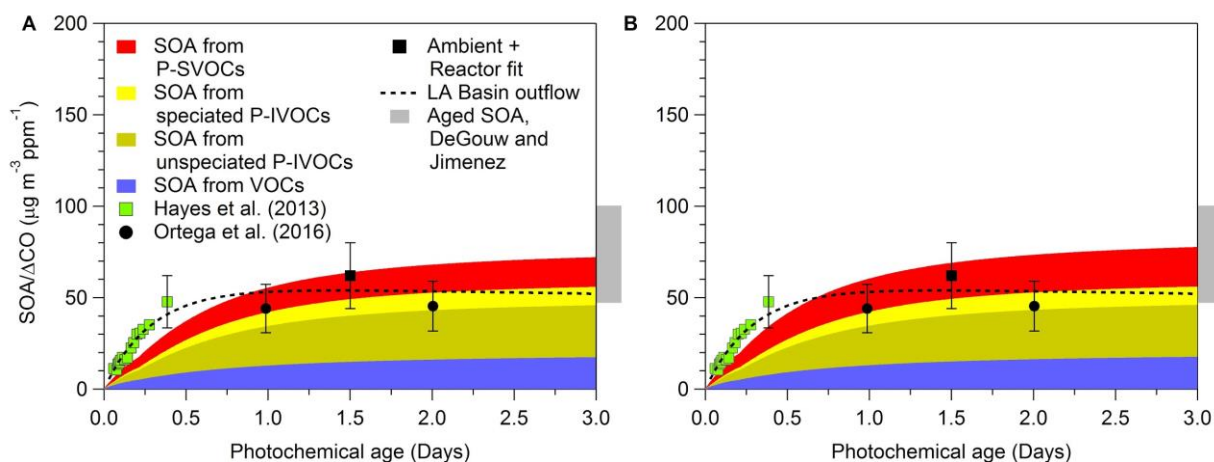 A
B
200
150
100
50
0
SOA/ΔCO (µg m⁻³ ppm⁻¹)
SOA from
P-SVOCs
SOA from
speciated P-IVOCs
SOA from
unspeciated P-IVOCs
SOA from VOCs
Hayes et al. (2013)
Ortega et al. (2016)
Ambient +
Reactor fit
LA Basin outflow
Aged SOA,
DeGouw and
Jimenez
0.0 0.5 1.0 1.5 2.0 2.5 3.0
Photochemical age (Days)
200
150
100
50
0
0.0 0.5 1.0 1.5 2.0 2.5 3.0
Photochemical age (Days)